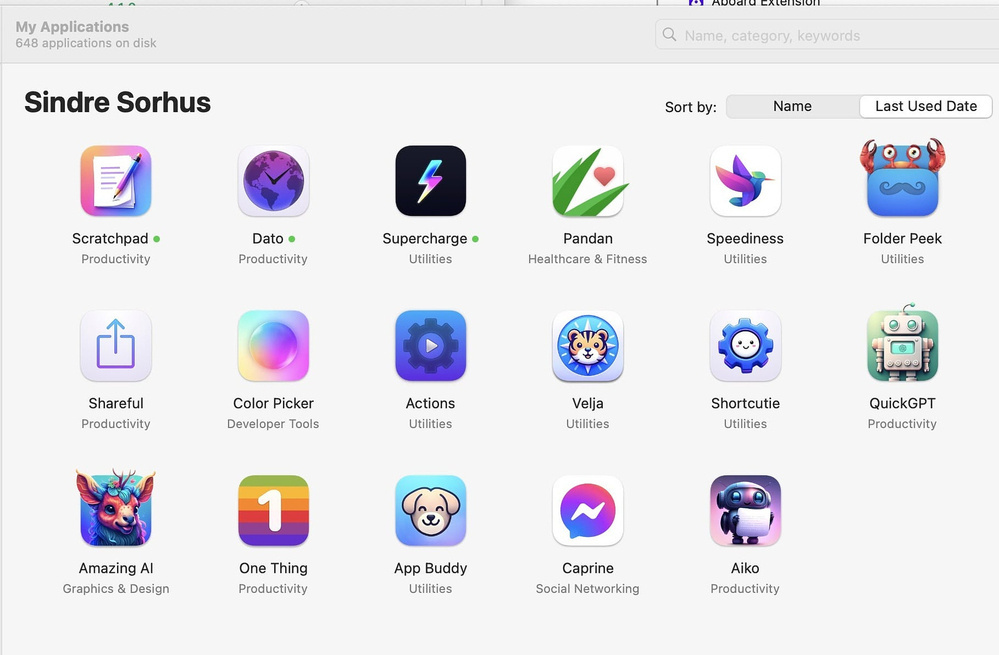 Aboard Extension
My Applications
648 applications on disk
Name, category, keywords
Sindre Sorhus
Sort by:
Name
Last Used Date
Scratchpad
Dato
Supercharge
Pandan
Speediness
Folder Peek
Productivity
Productivity
Utilities
Healthcare & Fitness
Utilities
Utilities
Shareful
Color Picker
Actions
Velja
Shortcutie
QuickGPT
Productivity
Developer Tools
Utilities
Utilities
Utilities
Productivity
1
Amazing AI
One Thing
App Buddy
Caprine
Aiko
Graphics & Design
Productivity
Utilities
Social Networking
Productivity